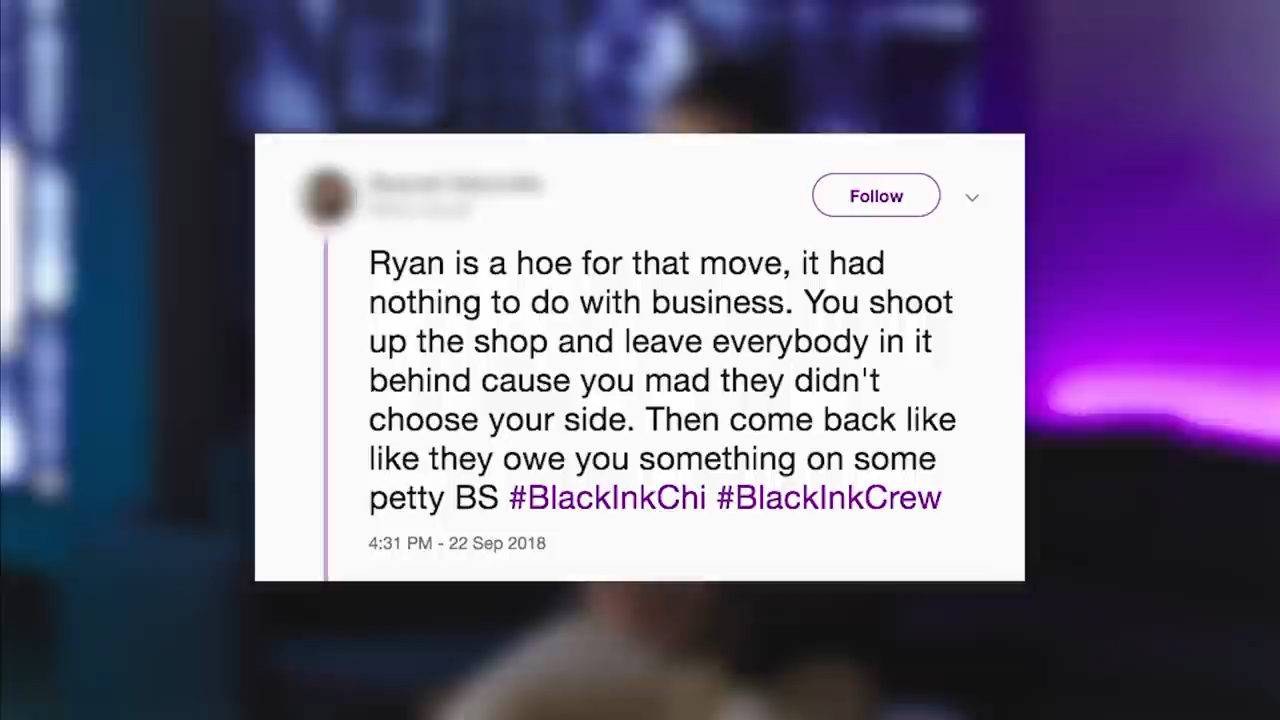 Follow
Ryan is a hoe for that move, it had
nothing to do with business. You shoot
up the shop and leave everybody in it
behind cause you mad they didn't
choose your side. Then come back like
like they owe you something on some
petty BS #BlackInkChi #BlackInkCrew
4:31 PM - 22 Sep 2018